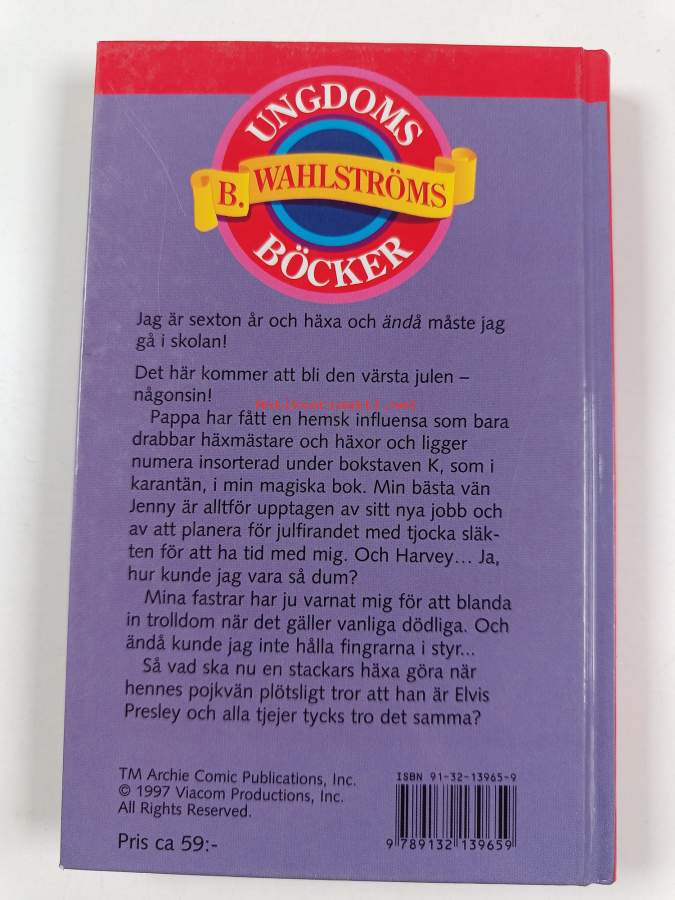 UNGDOMS
B. WAHLSTRÖMS
BÖCKER
Jag är sexton år och häxa och ändå måste jag
gå i skolan!
Det här kommer att bli den värsta julen –
någonsin!
Pappa har fått en hemsk influensa som bara
drabbar häxmästare och häxor och ligger
numera insorterad under bokstaven K, som i
karantän, i min magiska bok. Min bästa vän
Jenny är alltför upptagen av sitt nya jobb och
av att planera för julfirandet med tjocka släk-
ten för att ha tid med mig. Och Harvey... Ja,
hur kunde jag vara så dum?
Mina fastrar har ju varnat mig för att blanda
in trolldom när det gäller vanliga dödliga. Och
ändå kunde jag inte hålla fingrarna i styr...
Så vad ska nu en stackars häxa göra när
hennes pojkvän plötsligt tror att han är Elvis
Presley och alla tjejer tycks tro det samma?
TM Archie Comic Publications, Inc.
© 1997 Viacom Productions, Inc.
All Rights Reserved.
Pris ca 59:-
ISBN 91-32-13965-9
9 789132 139659